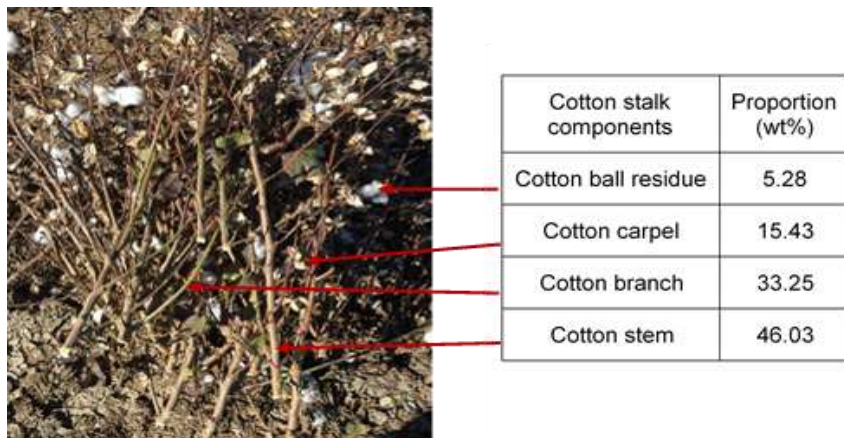 Cotton stalk components Proportion (wt%)
Cotton ball residue 5.28
Cotton carpel 15.43
Cotton branch 33.25
Cotton stem 46.03